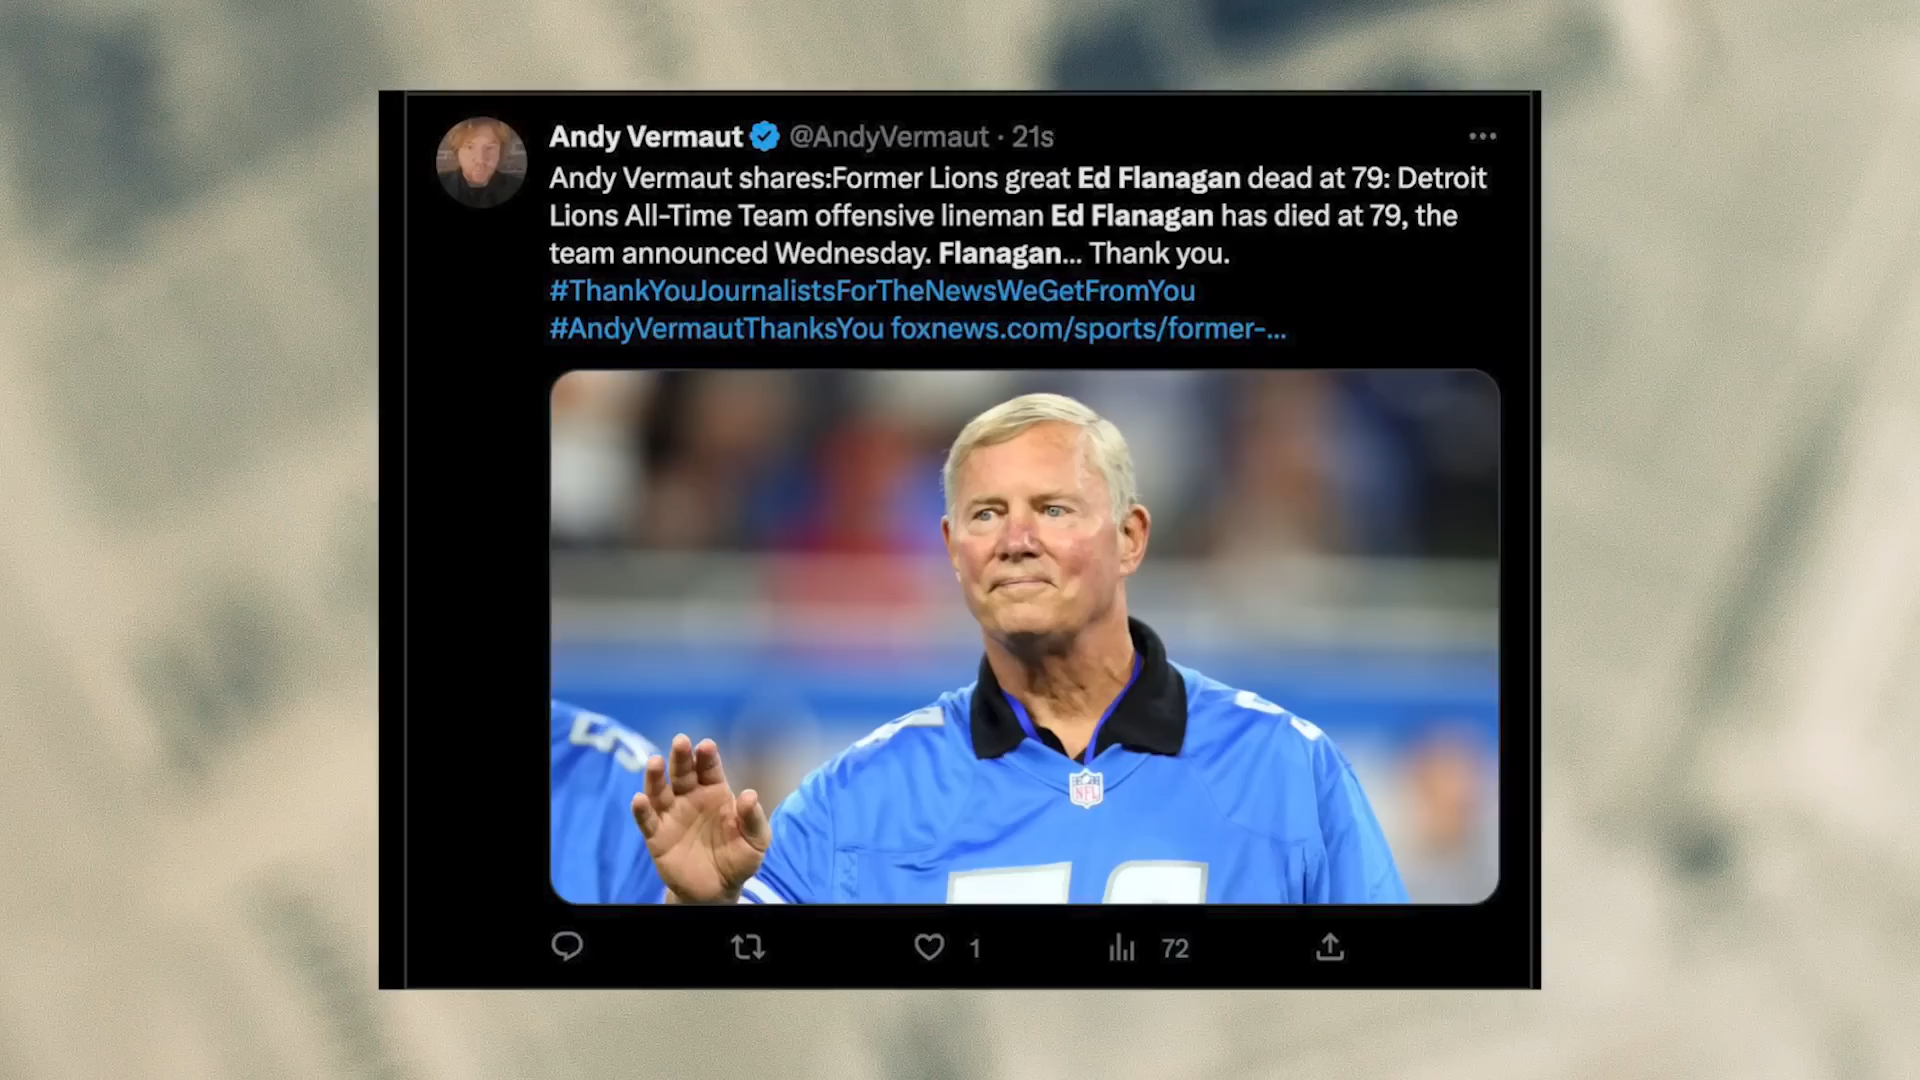 Andy Vermaut @AndyVermaut · 21s
Andy Vermaut shares:Former Lions great Ed Flanagan dead at 79: Detroit
Lions All-Time Team offensive lineman Ed Flanagan has died at 79, the
team announced Wednesday. Flanagan... Thank you.
#ThankYouJournalistsForTheNewsWeGetFromYou
#AndyVermautThanksYou foxnews.com/sports/former-...
5
NFL
1 72